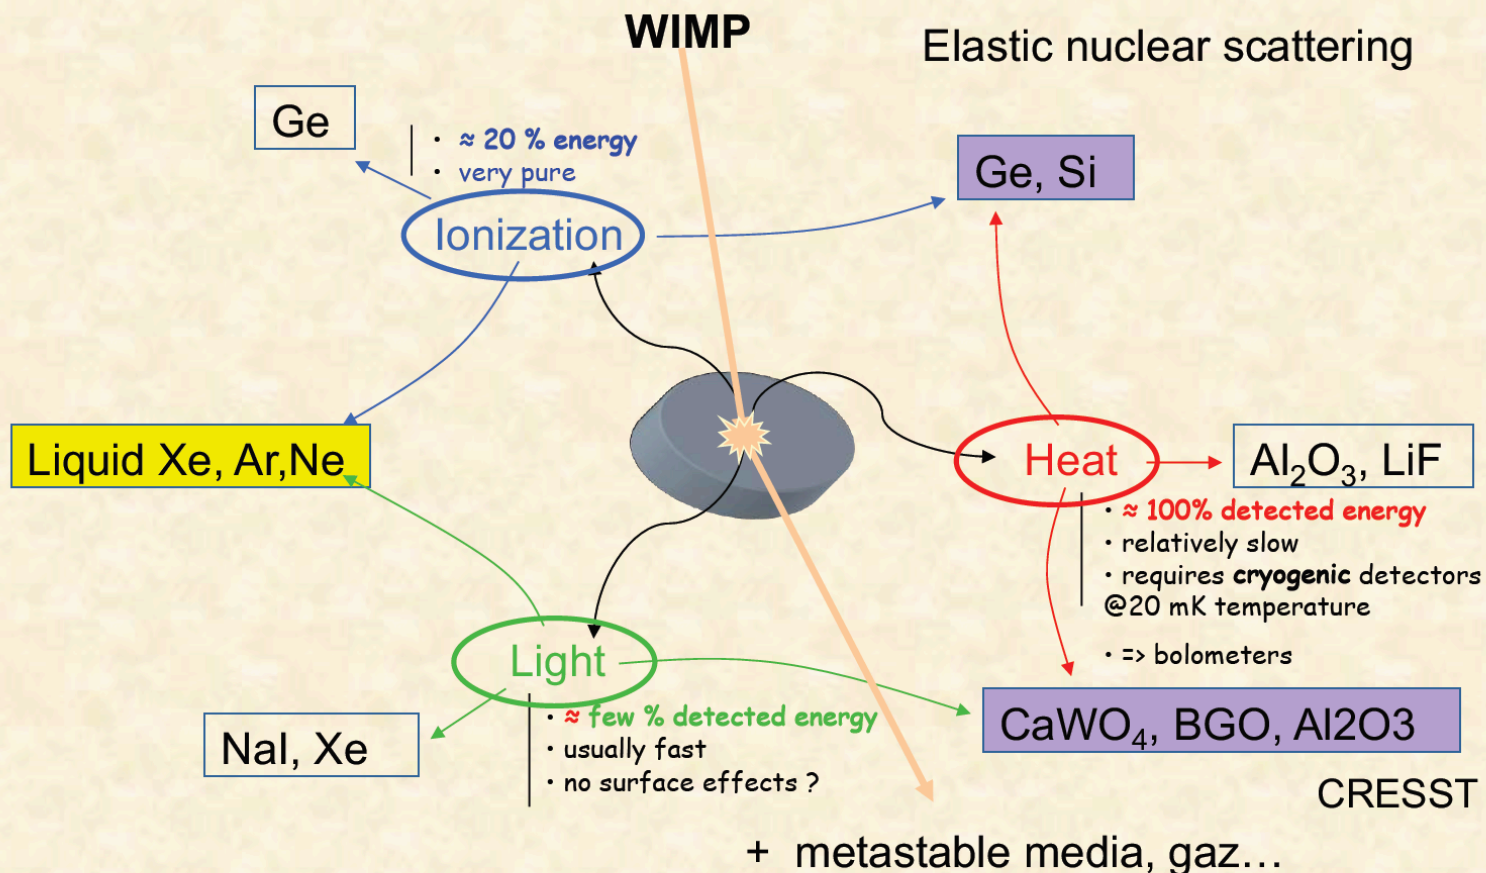 WIMP
Elastic nuclear scattering
Ge
• ≈ 20 % energy
• very pure
Ge, Si
Ionization
Liquid Xe, Ar,Ne
Heat
Al₂O₃, LiF
• ≈ 100% detected energy
• relatively slow
• requires cryogenic detectors
@20 mK temperature
• => bolometers
Light
• ≈ few % detected energy
• usually fast
• no surface effects ?
NaI, Xe
CaWO₄, BGO, Al2O3
CRESST
+ metastable media, gaz...